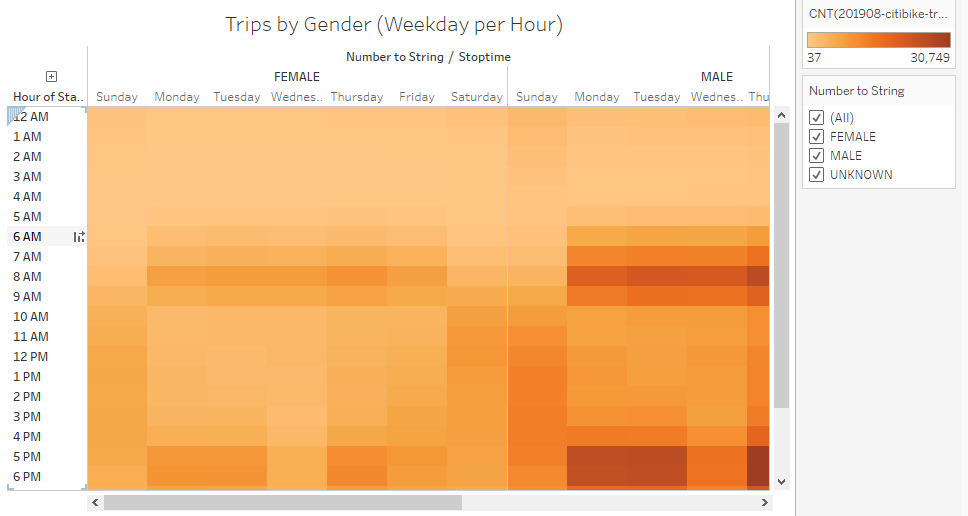 Trips by Gender (Weekday per Hour)
Number to String / Stoptime
FEMALE MALE
Hour of Sta.. Sunday Monday Tuesday Wednes.. Thursday Friday Saturday Sunday Monday Tuesday Wednes.. Thu
12 AM
1 AM
2 AM
3 AM
4 AM
5 AM
6 AM
7 AM
8 AM
9 AM
10 AM
11 AM
12 PM
1 PM
2 PM
3 PM
4 PM
5 PM
6 PM
CNT(201908-citibike-tr...
37 30,749
Number to String
(All)
FEMALE
MALE
UNKNOWN